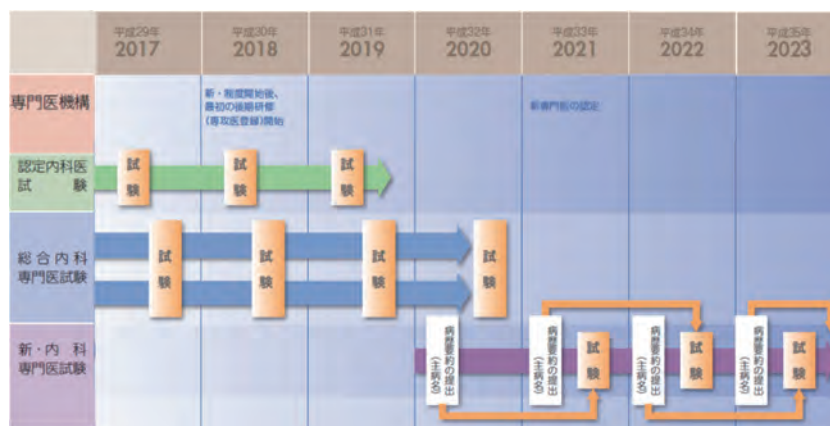 平成29年
2017
平成30年
2018
平成31年
2019
平成32年
2020
平成33年
2021
平成34年
2022
平成35年
2023
専門医機構
新・制度開始後、
最初の後期研修
(専攻医登録)開始
新専門医の認定
認定内科医
試験
試験
試験
試験
総合内科
専門医試験
試験
試験
試験
試験
新・内科
専門医試験
病歴要約の提出
(主病名)
病歴要約の提出
(主病名)
試験
病歴要約の提出
(主病名)
試験
病歴要約の提出
(主病名)
試験